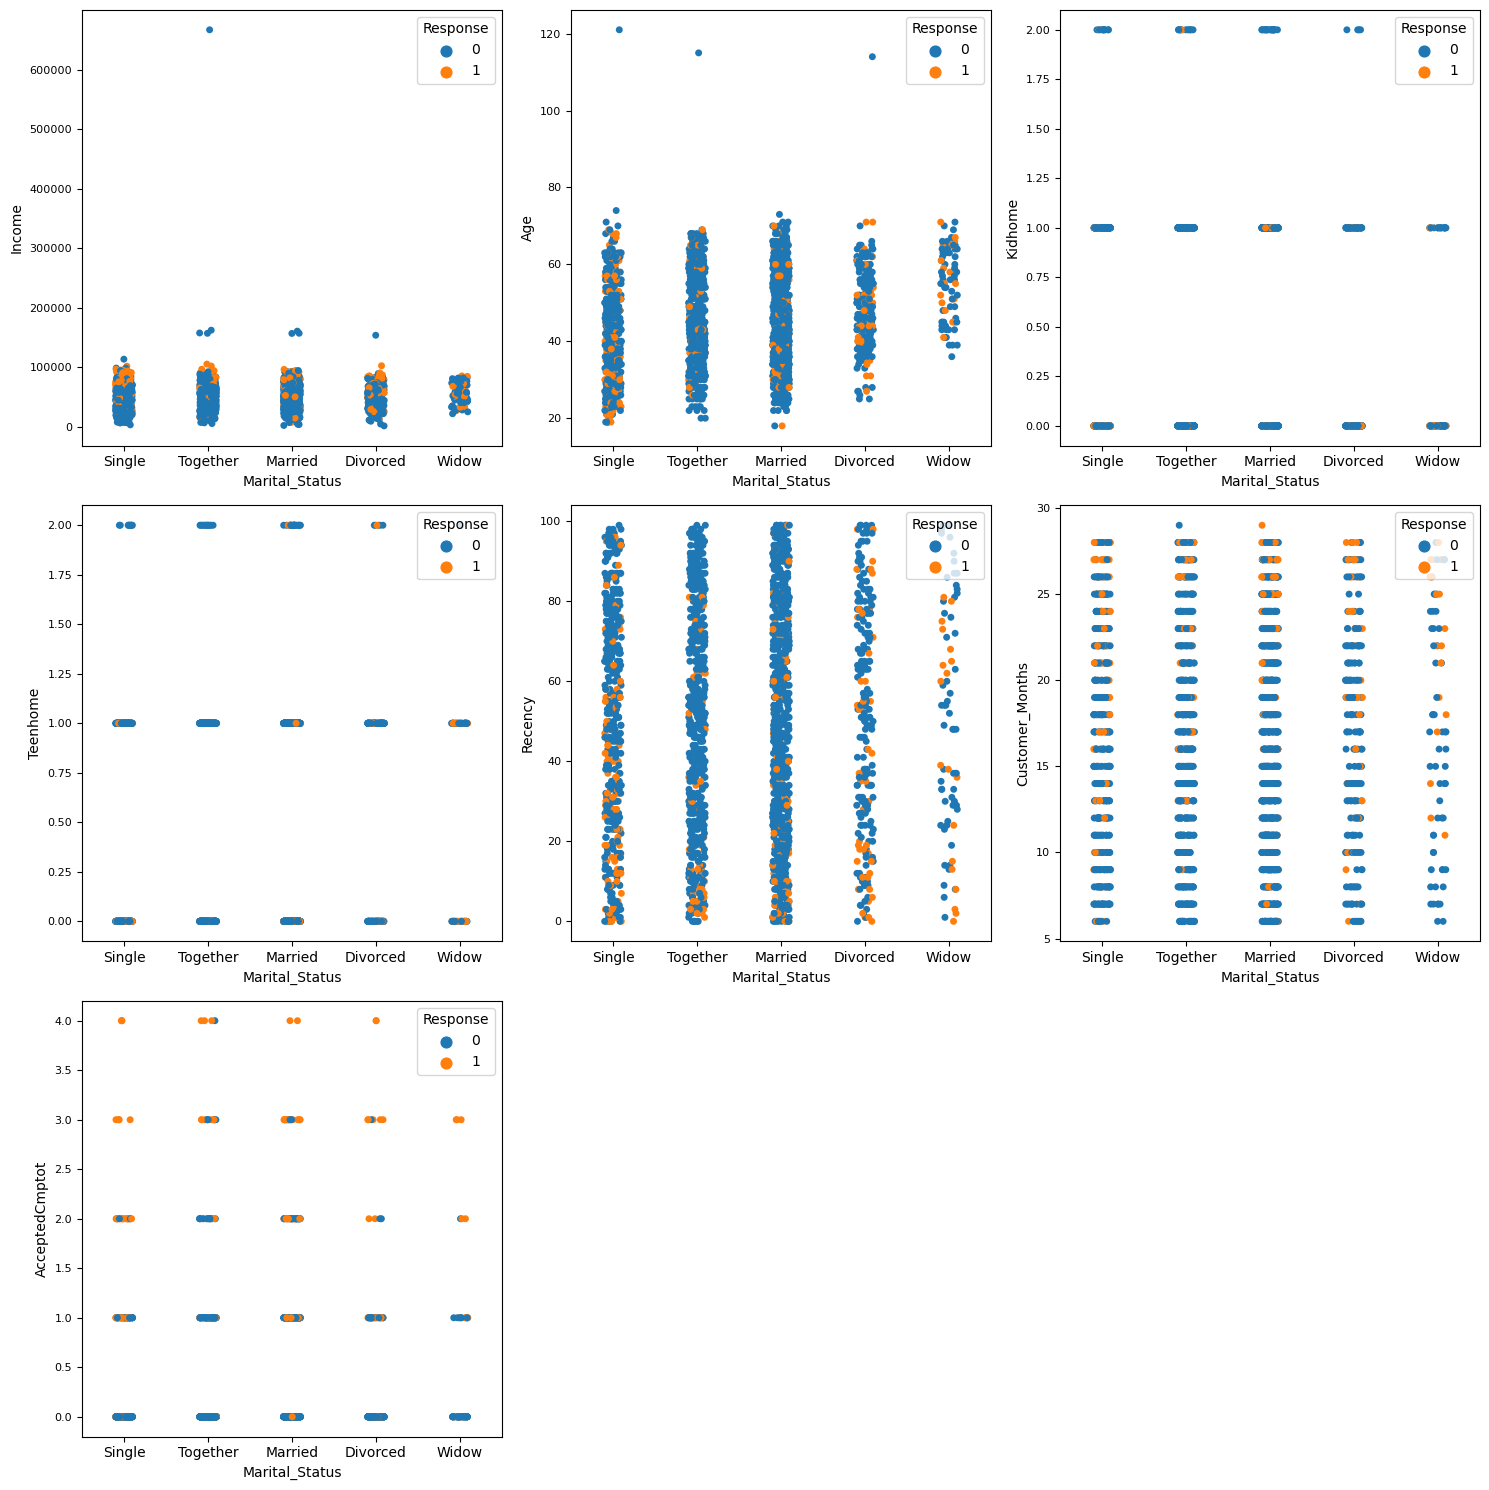 Response
0
1
600000
500000
400000
300000
200000
100000
0
Income
Single Together Married Divorced Widow
Marital_Status
Response
0
1
120
100
80
60
40
20
Age
Single Together Married Divorced Widow
Marital_Status
Response
0
1
2.00
1.75
1.50
1.25
1.00
0.75
0.50
0.25
0.00
Kidhome
Single Together Married Divorced Widow
Marital_Status
Response
0
1
2.00
1.75
1.50
1.25
1.00
0.75
0.50
0.25
0.00
Teenhome
Single Together Married Divorced Widow
Marital_Status
Response
0
1
100
80
60
40
20
0
Recency
Single Together Married Divorced Widow
Marital_Status
Response
0
1
30
25
20
15
10
5
Customer_Months
Single Together Married Divorced Widow
Marital_Status
Response
0
1
4.0
3.5
3.0
2.5
2.0
1.5
1.0
0.5
0.0
AcceptedCmptot
Single Together Married Divorced Widow
Marital_Status